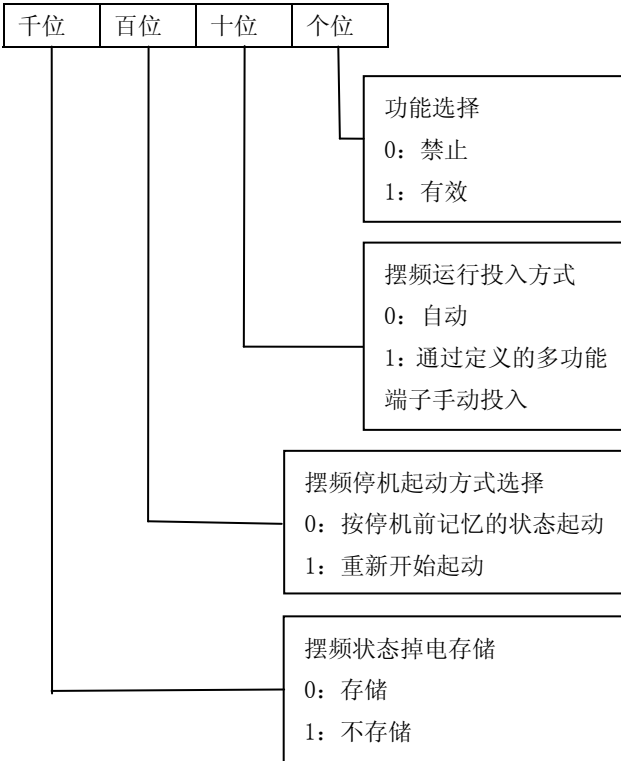 千位 百位 十位 个位
功能选择
0：禁止
1：有效
摆频运行投入方式
0：自动
1：通过定义的多功能
端子手动投入
摆频停机起动方式选择
0：按停机前记忆的状态起动
1：重新开始起动
摆频状态掉电存储
0：存储
1：不存储